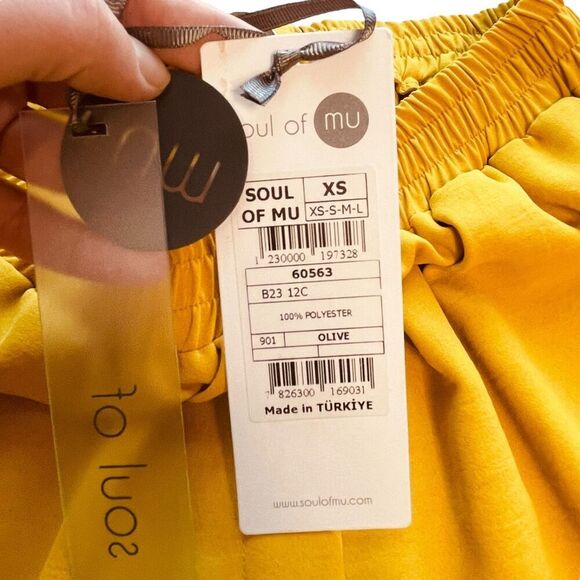 soul of mu
SOUL OF MU
XS
XS-S-M-L
1 230000 197328
60563
B23 12C
100% POLYESTER
901 OLIVE
7 826300 169031
Made in TÜRKİYE
www.soulofmu.com
mu
soul of